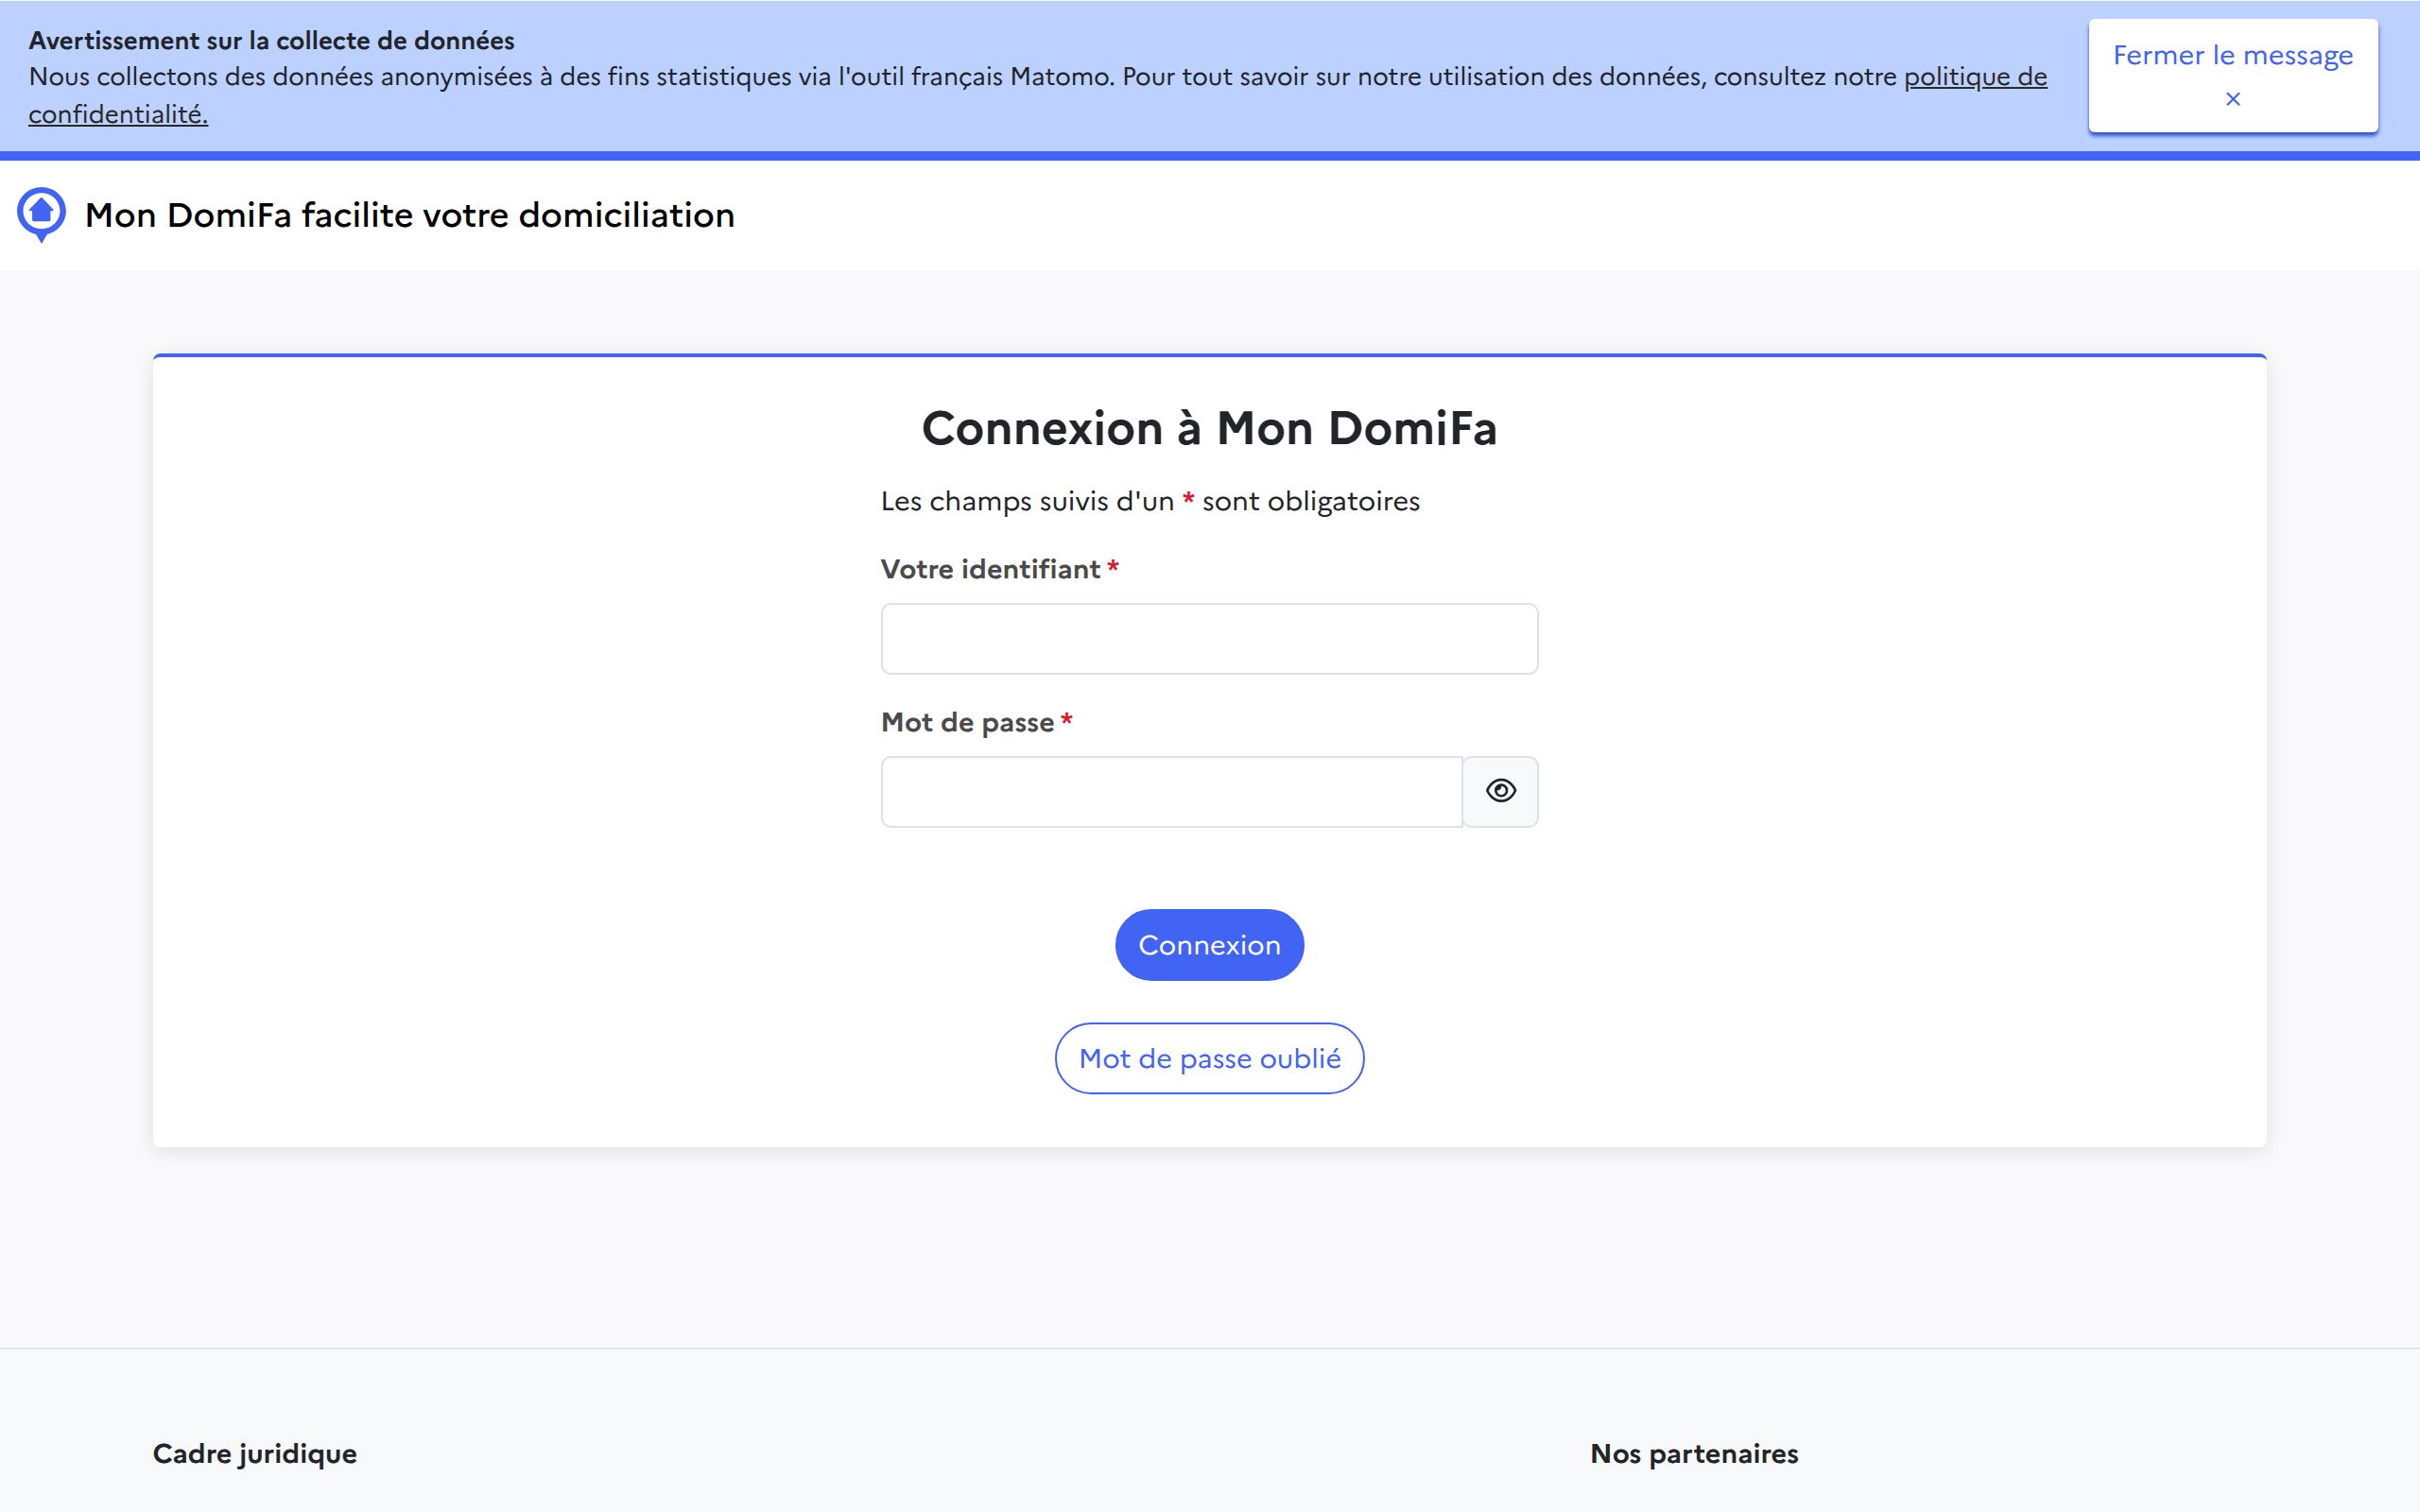 Avertissement sur la collecte de données
Nous collectons des données anonymisées à des fins statistiques via l'outil français Matomo. Pour tout savoir sur notre utilisation des données, consultez notre politique de
confidentialité.
Fermer le message
×
Mon DomiFa facilite votre domiciliation
Connexion à Mon DomiFa
Les champs suivis d'un * sont obligatoires
Votre identifiant *
Mot de passe *
Connexion
Mot de passe oublié
Cadre juridique
Nos partenaires